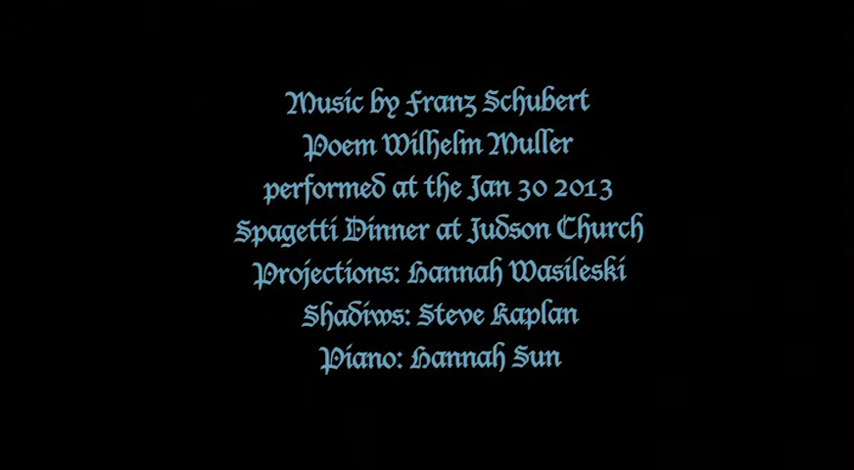 Music by Franz Schubert
Poem Wilhelm Muller
performed at the Jan 30 2013
Spagetti Dinner at Judson Church
Projections: Hannah Wasileski
Shadiws: Steve Kaplan
Piano: Hannah Sun